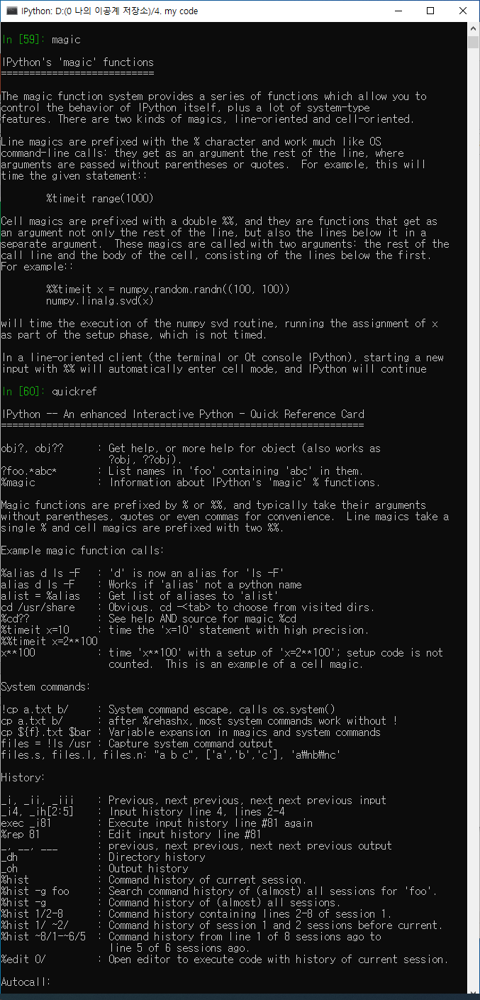 IPython: D:(0 나의 이공계 저장소)/4. my code
In [59]: magic
IPython's 'magic' functions
===========================
The magic function system provides a series of functions which allow you to
control the behavior of IPython itself, plus a lot of system-type
features. There are two kinds of magics, line-oriented and cell-oriented.
Line magics are prefixed with the % character and work much like OS
command-line calls: they get as an argument the rest of the line, where
arguments are passed without parentheses or quotes.  For example, this will
time the given statement::
        %timeit range(1000)
Cell magics are prefixed with a double %%, and they are functions that get as
an argument not only the rest of the line, but also the lines below it in a
separate argument.  These magics are called with two arguments: the rest of the
call line and the body of the cell, consisting of the lines below the first.
For example::
        %%timeit x = numpy.random.randn((100, 100))
        numpy.linalg.svd(x)
will time the execution of the numpy svd routine, running the assignment of x
as part of the setup phase, which is not timed.
In a line-oriented client (the terminal or Qt console IPython), starting a new
input with %% will automatically enter cell mode, and IPython will continue
In [60]: quickref
IPython -- An enhanced Interactive Python - Quick Reference Card
================================================================
obj?, obj??      : Get help, or more help for object (also works as
                   ?obj, ??obj).
?foo.*abc*       : List names in 'foo' containing 'abc' in them.
%magic           : Information about IPython's 'magic' % functions.
Magic functions are prefixed by % or %%, and typically take their arguments
without parentheses, quotes or even commas for convenience.  Line magics take a
single % and cell magics are prefixed with two %%.
Example magic function calls:
%alias d ls -F   : 'd' is now an alias for 'ls -F'
alias d ls -F    : Works if 'alias' not a python name
alist = %alias   : Get list of aliases to 'alist'
cd /usr/share    : Obvious. cd -<tab> to choose from visited dirs.
%cd??            : See help AND source for magic %cd
%timeit x=10     : time the 'x=10' statement with high precision.
%%timeit x=2**100
x**100           : time 'x**100' with a setup of 'x=2**100'; setup code is not
                   counted.  This is an example of a cell magic.
System commands:
!cp a.txt b/     : System command escape, calls os.system()
cp a.txt b/      : after %rehashx, most system commands work without !
cp ${f}.txt $bar : Variable expansion in magics and system commands
files = !ls /usr : Capture system command output
files.s, files.l, files.n: "a b c", ['a','b','c'], 'a₩nb₩nc'
History:
_i, _ii, _iii    : Previous, next previous, next next previous input
_i4, _ih[2:5]    : Input history line 4, lines 2-4
exec _i81        : Execute input history line #81 again
%rep 81          : Edit input history line #81
_, __, ___       : previous, next previous, next next previous output
_dh              : Directory history
_oh              : Output history
%hist            : Command history of current session.
%hist -g foo     : Search command history of (almost) all sessions for 'foo'.
%hist -g         : Command history of (almost) all sessions.
%hist 1/2-8      : Command history containing lines 2-8 of session 1.
%hist 1/ ~2/     : Command history of session 1 and 2 sessions before current.
%hist ~8/1-~6/5  : Command history from line 1 of 8 sessions ago to
                   line 5 of 6 sessions ago.
%edit 0/         : Open editor to execute code with history of current session.
Autocall: